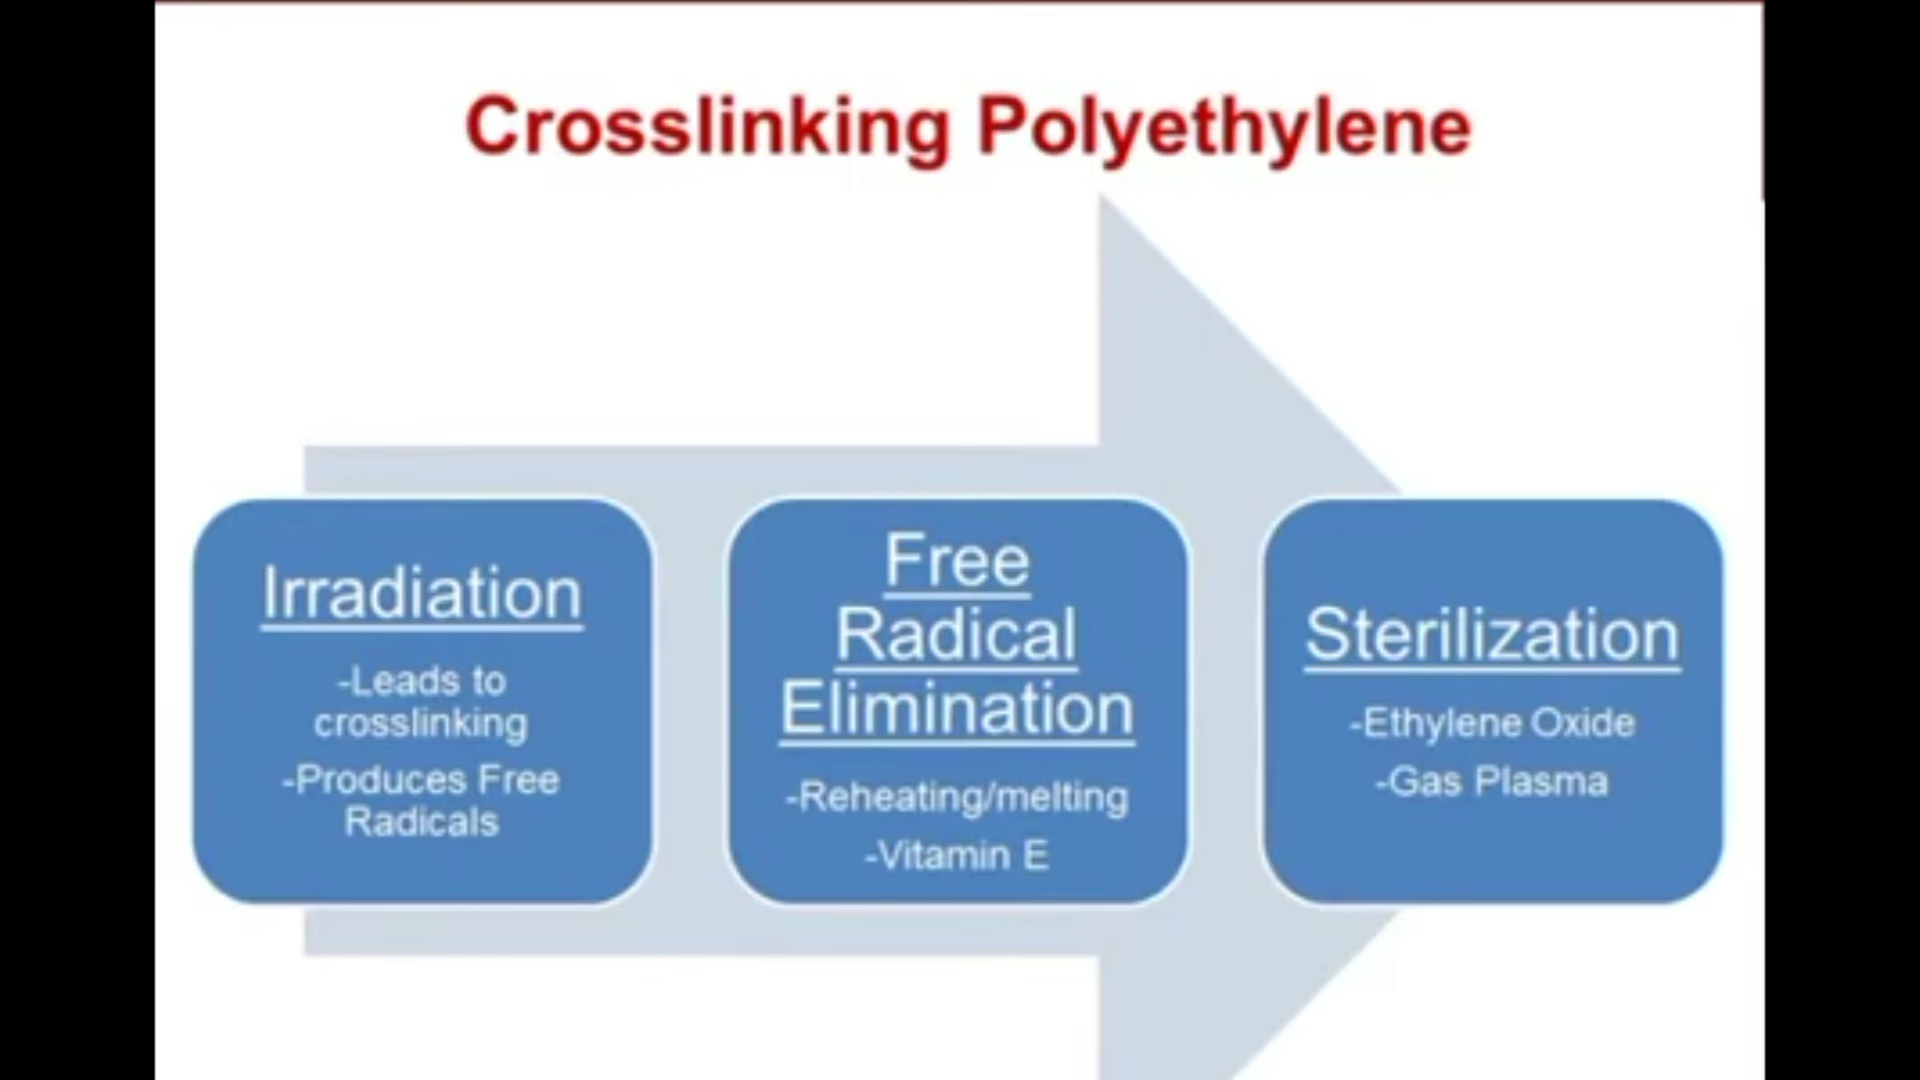 Crosslinking Polyethylene
Irradiation
-Leads to
crosslinking
-Produces Free
Radicals
Free
Radical
Elimination
-Reheating/melting
-Vitamin E
Sterilization
-Ethylene Oxide
-Gas Plasma